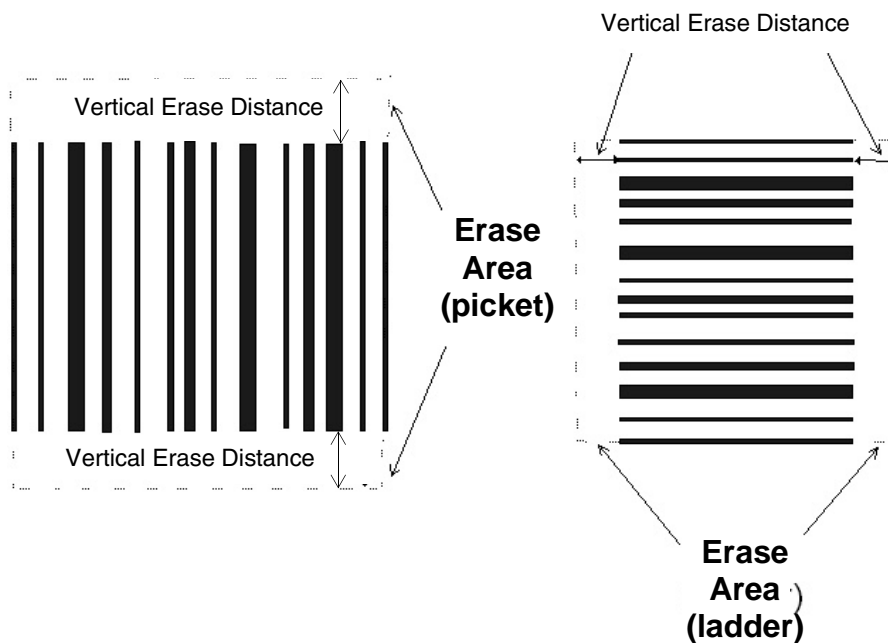 Vertical Erase Distance
Vertical Erase Distance
Erase
Area
(picket)
Vertical Erase Distance
Erase
Area
(ladder)